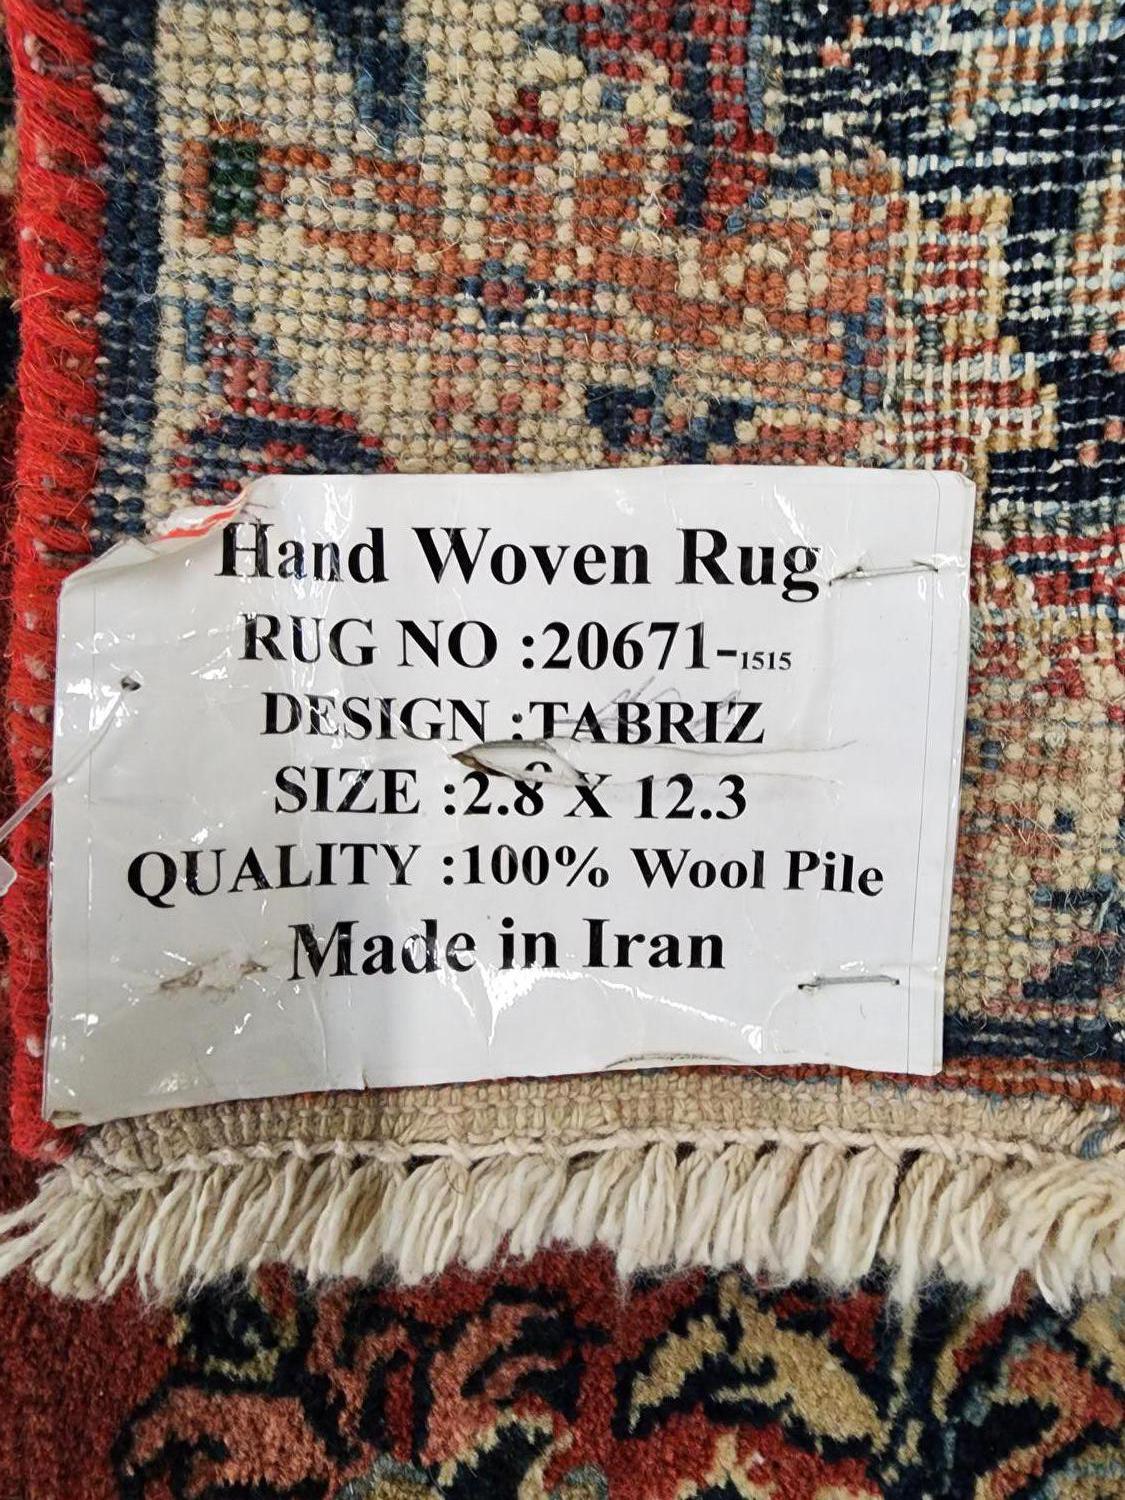 Hand Woven Rug
RUG NO :20671-1515
DESIGN :TABRIZ
SIZE :2.8 X 12.3
QUALITY :100% Wool Pile
Made in Iran